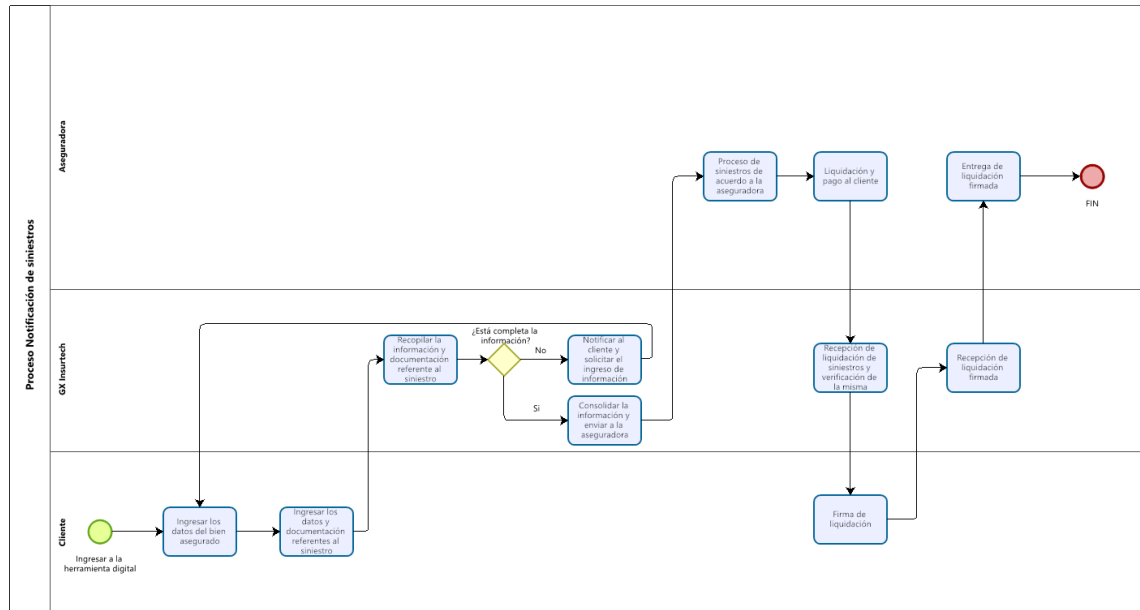 Proceso Notificación de siniestros
Aseguradora
Proceso de
siniestros de
acuerdo a la
aseguradora
Liquidación y
pago al cliente
Entrega de
liquidación
firmada
FIN
GX Insurtech
Recopilar la
información y
documentación
referente al
siniestro
¿Está completa la
información?
No
Notificar al
cliente y
solicitar el
ingreso de
información
Si
Consolidar la
información y
enviar a la
aseguradora
Recepción de
liquidación de
siniestros y
verificación de
la misma
Recepción de
liquidación
firmada
Cliente
Ingresar a la
herramienta digital
Ingresar los
datos del bien
asegurado
Ingresar los
datos y
documentación
referentes al
siniestro
Firma de
liquidación